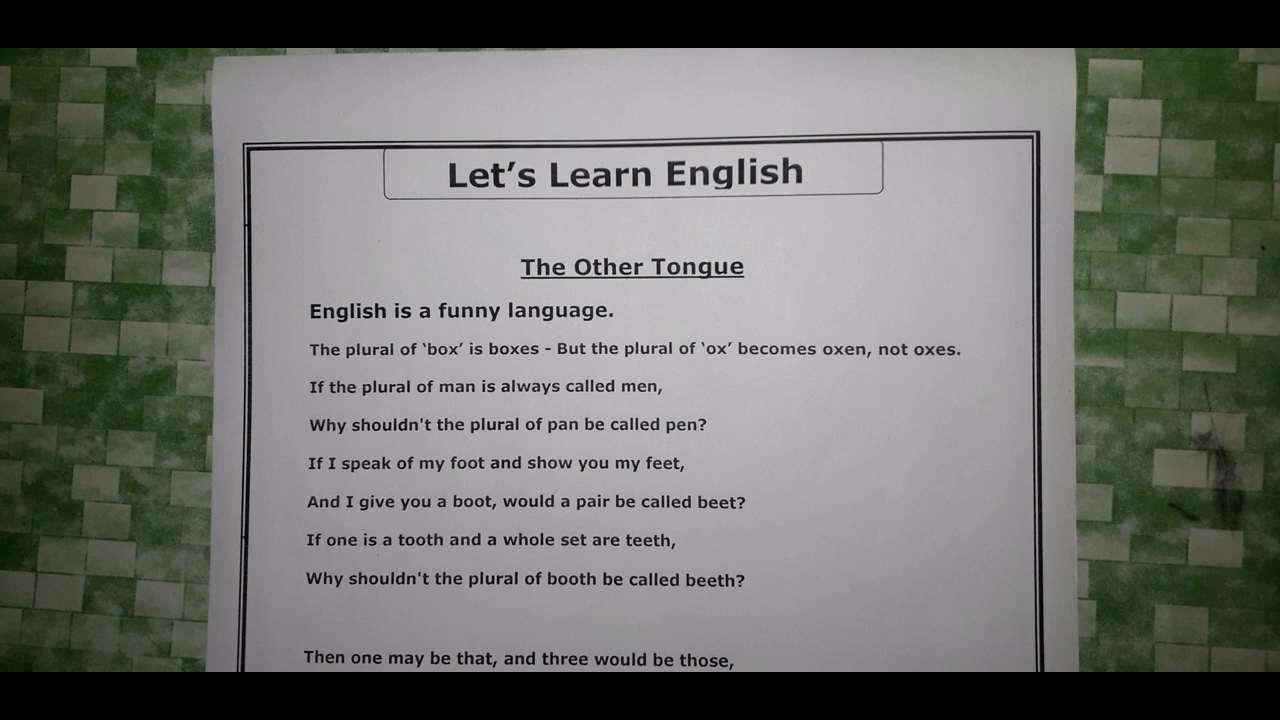 Let’s Learn English
The Other Tongue
English is a funny language.
The plural of ‘box’ is boxes - But the plural of ‘ox’ becomes oxen, not oxes.
If the plural of man is always called men,
Why shouldn't the plural of pan be called pen?
If I speak of my foot and show you my feet,
And I give you a boot, would a pair be called beet?
If one is a tooth and a whole set are teeth,
Why shouldn't the plural of booth be called beeth?
Then one may be that, and three would be those,